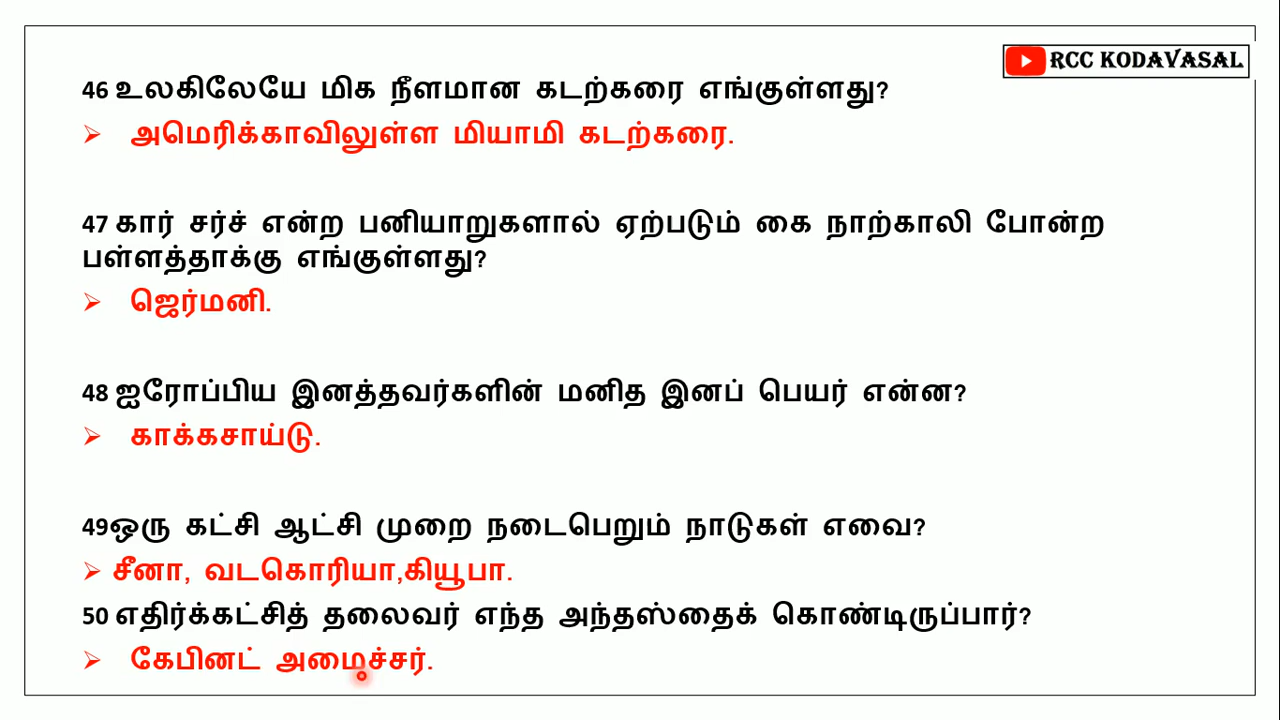 RCC KODAVASAL
46 உலகிலேயே மிக நீளமான கடற்கரை எங்குள்ளது?
➢ அமெரிக்காவிலுள்ள மியாமி கடற்கரை.
47 கார் சர்ச் என்ற பனியாறுகளால் ஏற்படும் கை நாற்காலி போன்ற
பள்ளத்தாக்கு எங்குள்ளது?
➢ ஜெர்மனி.
48 ஐரோப்பிய இனத்தவர்களின் மனித இனப் பெயர் என்ன?
➢ காக்கசாய்டு.
49ஒரு கட்சி ஆட்சி முறை நடைபெறும் நாடுகள் எவை?
➢ சீனா, வடகொரியா,கியூபா.
50 எதிர்க்கட்சித் தலைவர் எந்த அந்தஸ்தைக் கொண்டிருப்பார்?
➢ கேபினட் அமைச்சர்.